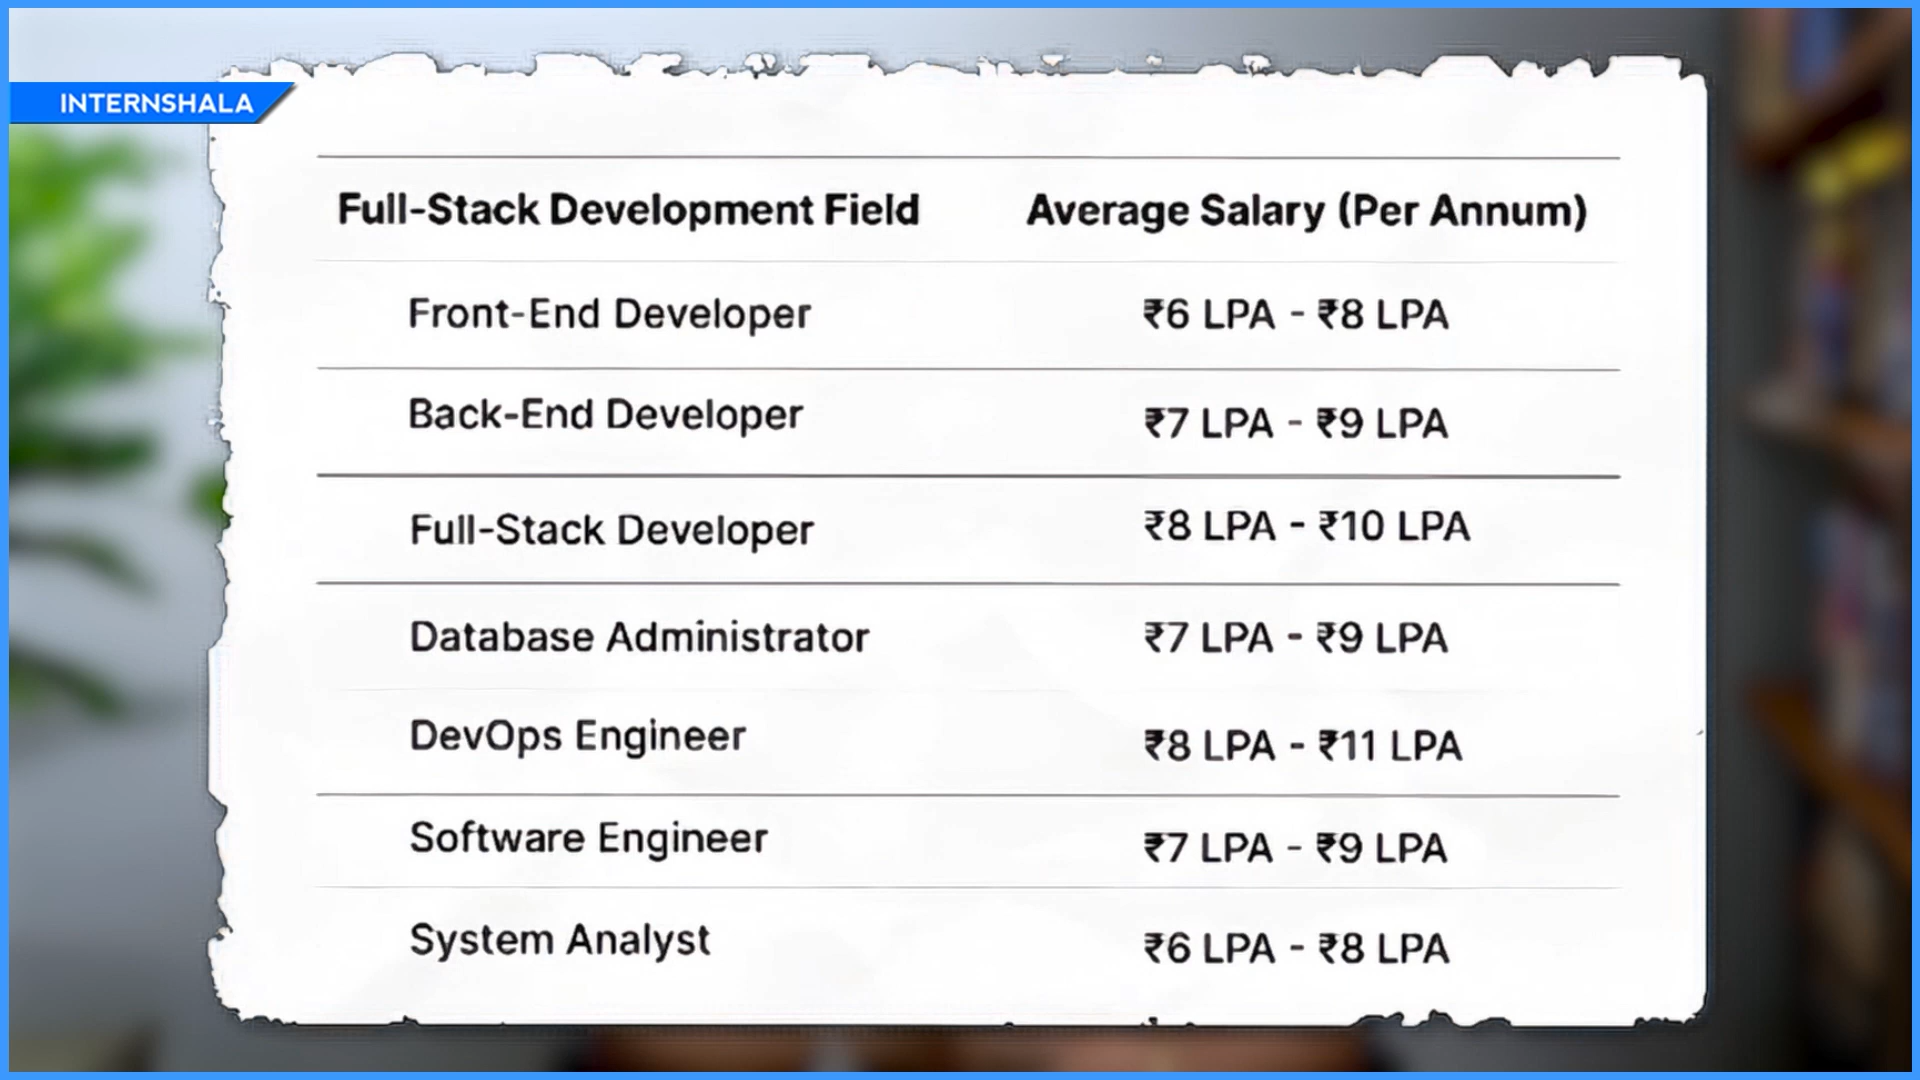 INTERNSHALA
Full-Stack Development Field Average Salary (Per Annum)
Front-End Developer ₹6 LPA - ₹8 LPA
Back-End Developer ₹7 LPA - ₹9 LPA
Full-Stack Developer ₹8 LPA - ₹10 LPA
Database Administrator ₹7 LPA - ₹9 LPA
DevOps Engineer ₹8 LPA - ₹11 LPA
Software Engineer ₹7 LPA - ₹9 LPA
System Analyst ₹6 LPA - ₹8 LPA